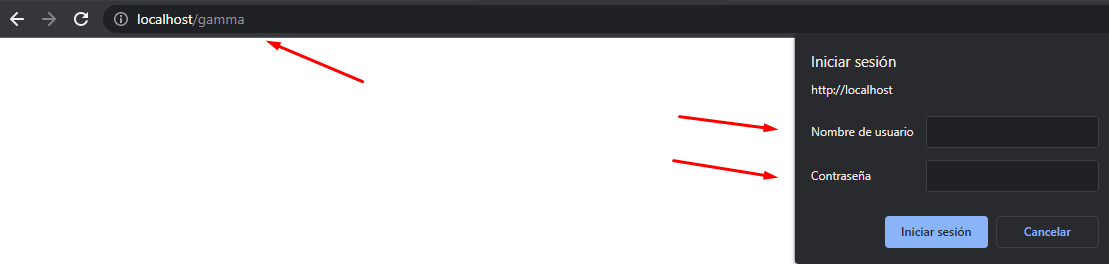 localhost/gamma
Iniciar sesión
http://localhost
Nombre de usuario
Contraseña
Iniciar sesión Cancelar